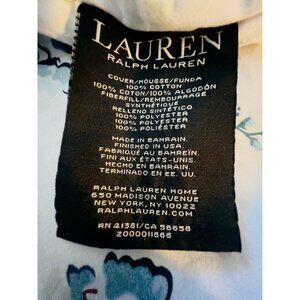 LAUREN
RALPH LAUREN
COVER/HOUSSE/FUNDA
100% COTTON
100% COTON/100% ALGODÓN
FIBERFILL/REMBOURRAGE
SYNTHÉTIQUE
RELLENO SINTÉTICO
100% POLYESTER
100% POLYESTER
100% POLIÉSTER
MADE IN BAHRAIN.
FINISHED IN USA.
FABRIQUÉ AU BAHREÏN.
FINI AUX ÉTATS-UNIS.
HECHO EN BAHRAIN.
TERMINADO EN EE. UU.
RALPH LAUREN HOME
650 MADISON AVENUE
NEW YORK, NY 10022
RALPHLAUREN.COM
RN 41381/CA 56658
2000011666